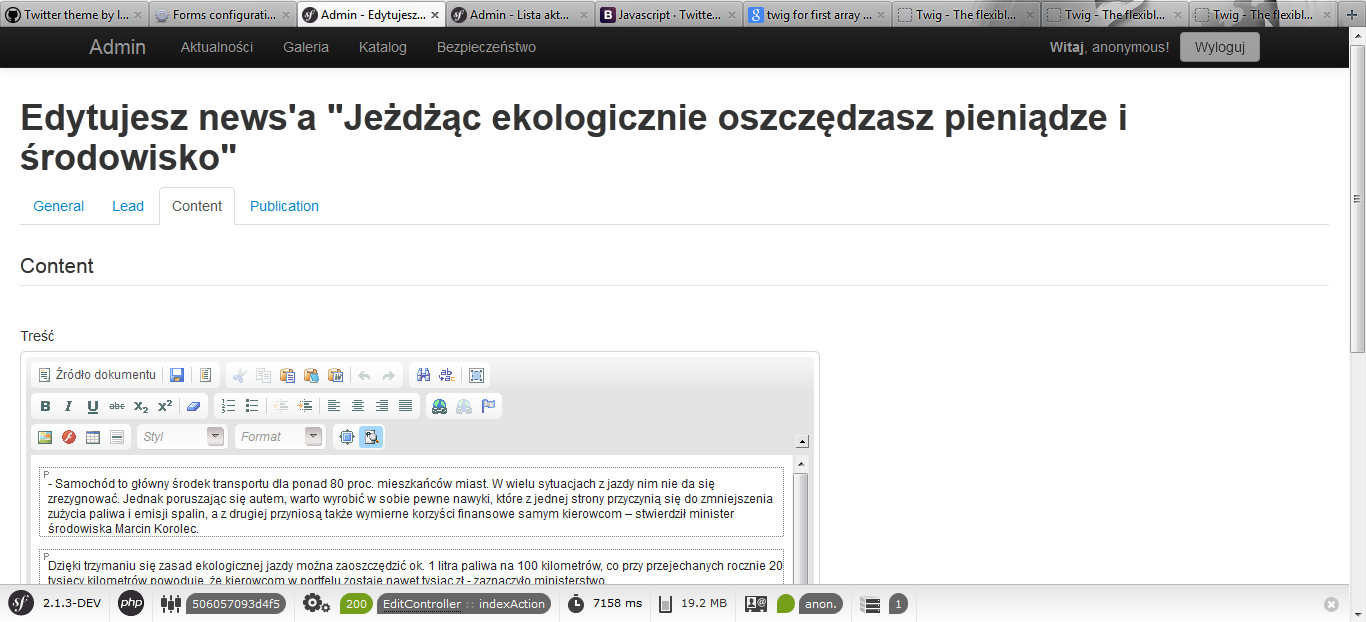 Twitter theme by l...
Forms configurati...
Admin - Edytujesz...
Admin - Lista akt...
Javascript · Twitte...
twig for first array ...
Twig - The flexibl...
Twig - The flexibl...
Twig - The flexibl...
Admin Aktualności Galeria Katalog Bezpieczeństwo Witaj, anonymous! Wyloguj
Edytujesz news'a "Jeżdżąc ekologicznie oszczędzasz pieniądze i
środowisko"
General Lead Content Publication
Content
Treść
Źródło dokumentu
B I U abc X₂ X²
Styl Format
P
- Samochód to główny środek transportu dla ponad 80 proc. mieszkańców miast. W wielu sytuacjach z jazdy nim nie da się
zrezygnować. Jednak poruszając się autem, warto wyrobić w sobie pewne nawyki, które z jednej strony przyczynią się do zmniejszenia
zużycia paliwa i emisji spalin, a z drugiej przyniosą także wymierne korzyści finansowe samym kierowcom – stwierdził minister
środowiska Marcin Korolec.
P
Dzięki trzymaniu się zasad ekologicznej jazdy można zaoszczędzić ok. 1 litra paliwa na 100 kilometrów, co przy przejechanych rocznie 20
tysięcy kilometrów powoduje, że kierowcom w portfelu zostaje nawet tysiąc zł - zaznaczyło ministerstwo
sf 2.1.3-DEV php 506057093d4f5 200 EditController :: indexAction 7158 ms 19.2 MB anon. 1